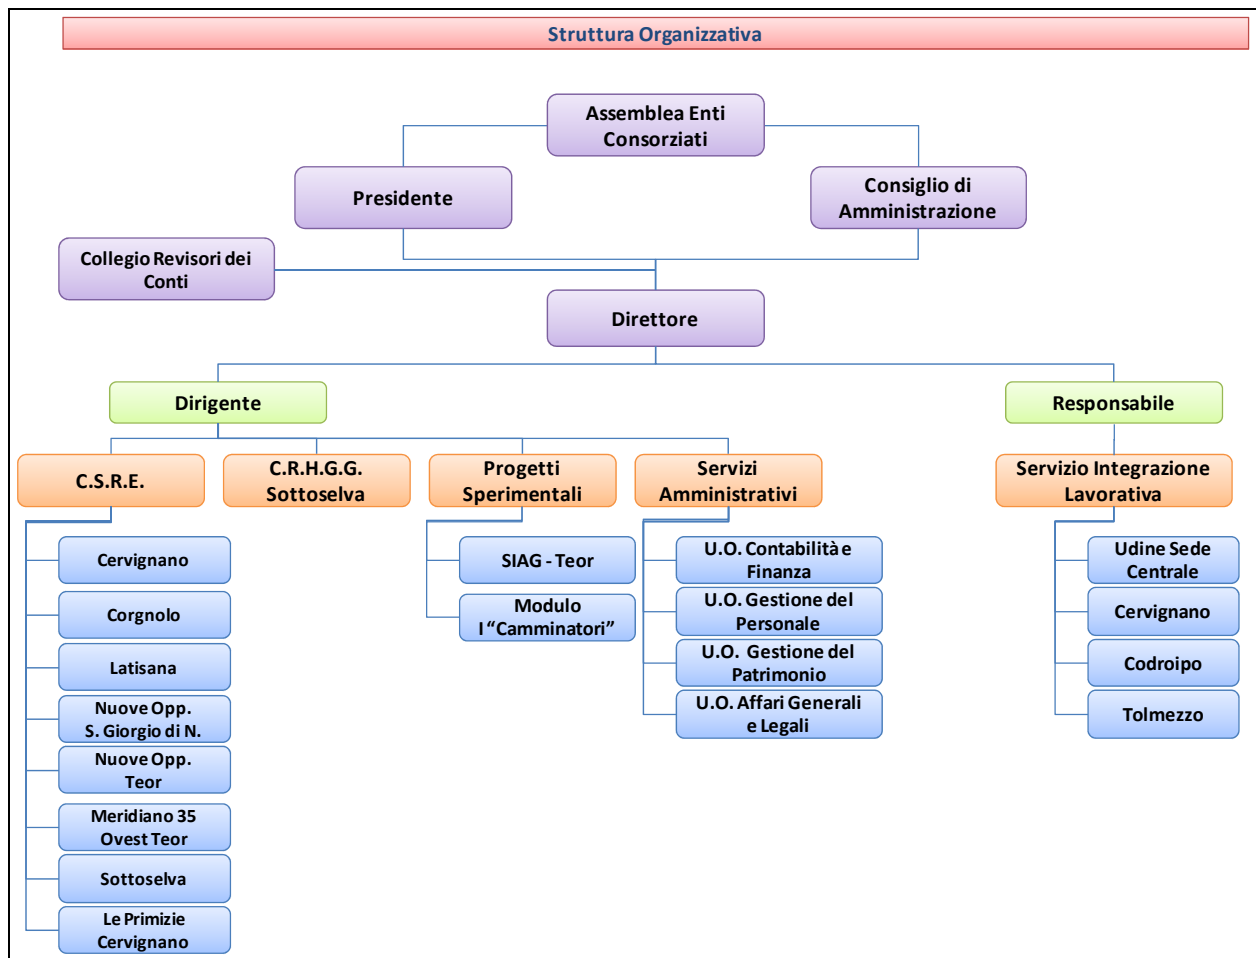 Struttura Organizzativa
Assemblea Enti
Consorziati
Presidente
Consiglio di
Amministrazione
Collegio Revisori dei
Conti
Direttore
Dirigente
Responsabile
C.S.R.E.
C.R.H.G.G.
Sottoselva
Progetti
Sperimentali
Servizi
Amministrativi
Servizio Integrazione
Lavorativa
Cervignano
Corgnolo
Latisana
Nuove Opp.
S. Giorgio di N.
Nuove Opp.
Teor
Meridiano 35
Ovest Teor
Sottoselva
Le Primizie
Cervignano
SIAG - Teor
Modulo
I “Camminatori”
U.O. Contabilità e
Finanza
U.O. Gestione del
Personale
U.O. Gestione del
Patrimonio
U.O. Affari Generali
e Legali
Udine Sede
Centrale
Cervignano
Codroipo
Tolmezzo